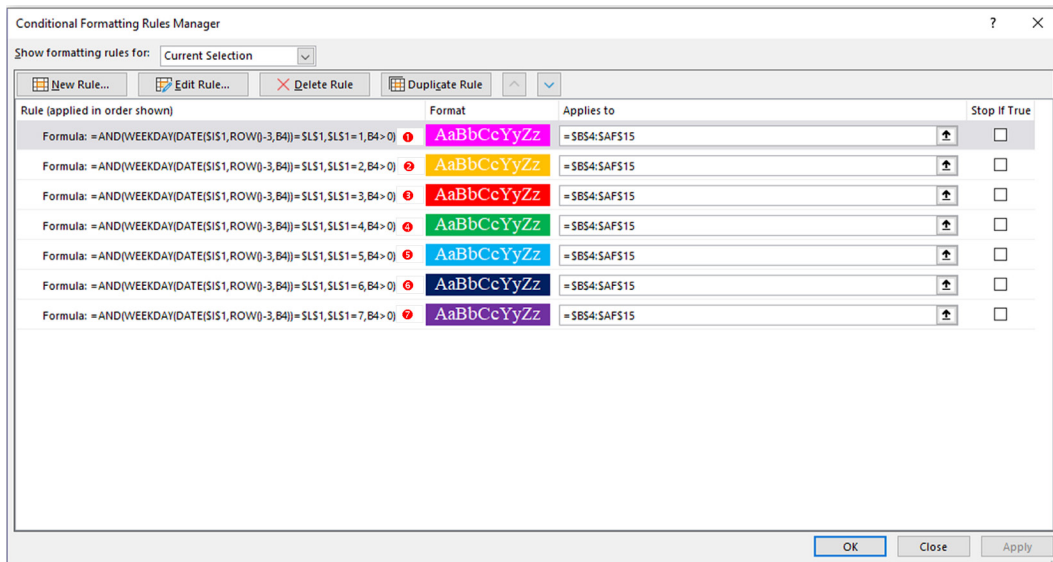 Conditional Formatting Rules Manager ? X
Show formatting rules for: Current Selection
New Rule... Edit Rule... Delete Rule Duplicate Rule
Rule (applied in order shown) Format Applies to Stop If True
Formula: =AND(WEEKDAY(DATE($I$1,ROW()-3,B4))=$L$1,$L$1=1,B4>0) 1 AaBbCcYyZz =$B$4:$AF$15
Formula: =AND(WEEKDAY(DATE($I$1,ROW()-3,B4))=$L$1,$L$1=2,B4>0) 2 AaBbCcYyZz =$B$4:$AF$15
Formula: =AND(WEEKDAY(DATE($I$1,ROW()-3,B4))=$L$1,$L$1=3,B4>0) 3 AaBbCcYyZz =$B$4:$AF$15
Formula: =AND(WEEKDAY(DATE($I$1,ROW()-3,B4))=$L$1,$L$1=4,B4>0) 4 AaBbCcYyZz =$B$4:$AF$15
Formula: =AND(WEEKDAY(DATE($I$1,ROW()-3,B4))=$L$1,$L$1=5,B4>0) 5 AaBbCcYyZz =$B$4:$AF$15
Formula: =AND(WEEKDAY(DATE($I$1,ROW()-3,B4))=$L$1,$L$1=6,B4>0) 6 AaBbCcYyZz =$B$4:$AF$15
Formula: =AND(WEEKDAY(DATE($I$1,ROW()-3,B4))=$L$1,$L$1=7,B4>0) 7 AaBbCcYyZz =$B$4:$AF$15
OK Close Apply